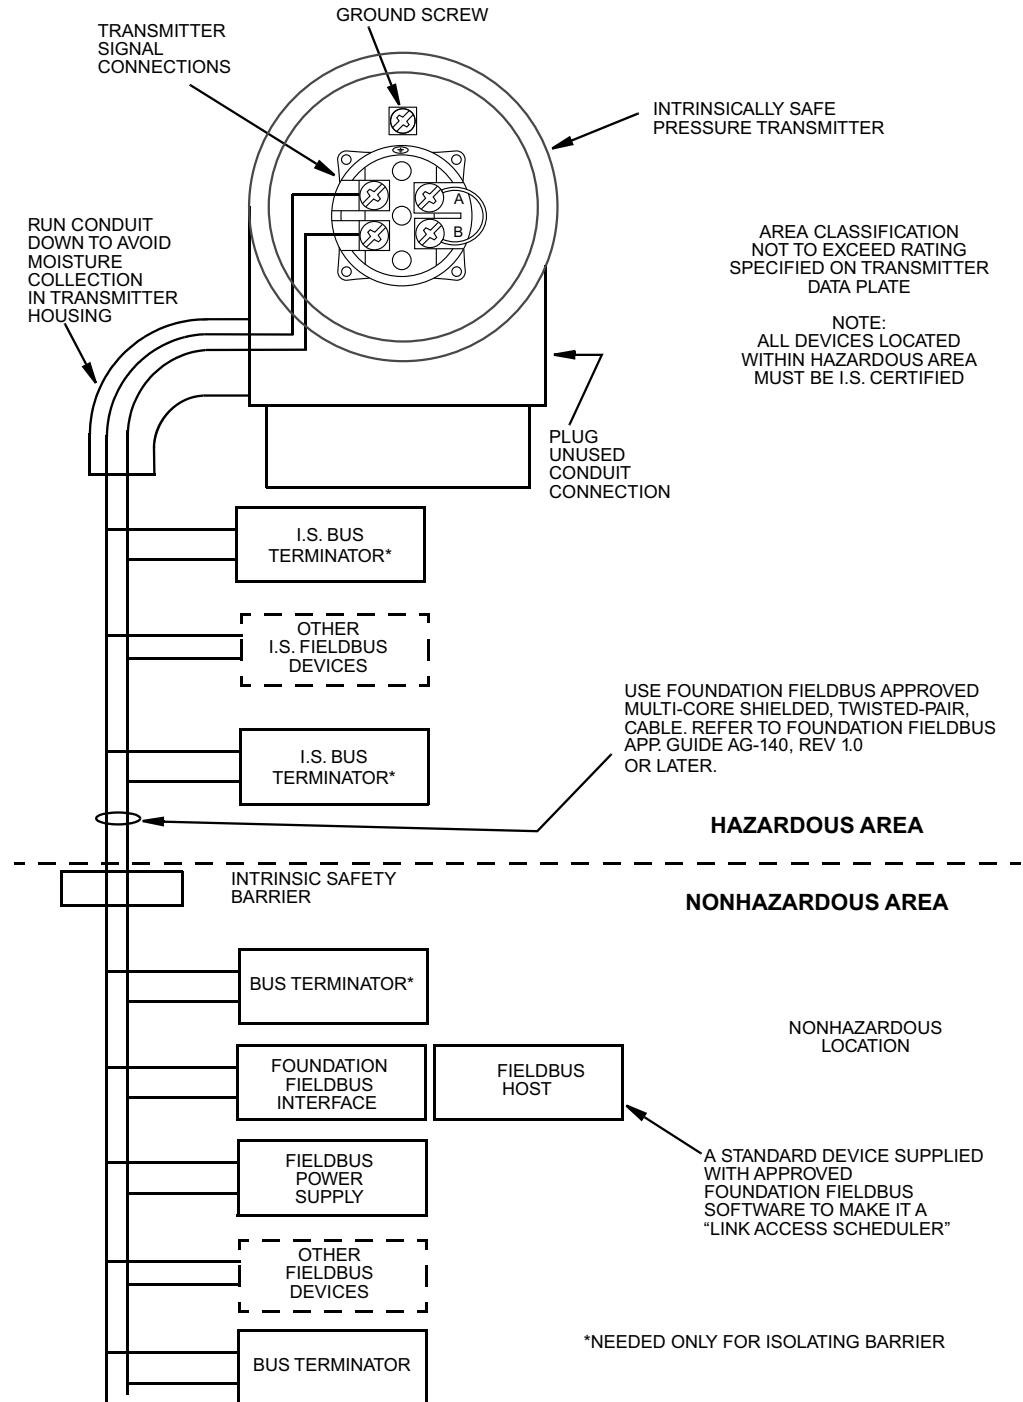 GROUND SCREW
TRANSMITTER
SIGNAL
CONNECTIONS
INTRINSICALLY SAFE
PRESSURE TRANSMITTER
A
B
RUN CONDUIT
DOWN TO AVOID
MOISTURE
COLLECTION
IN TRANSMITTER
HOUSING
AREA CLASSIFICATION
NOT TO EXCEED RATING
SPECIFIED ON TRANSMITTER
DATA PLATE
NOTE:
ALL DEVICES LOCATED
WITHIN HAZARDOUS AREA
MUST BE I.S. CERTIFIED
PLUG
UNUSED
CONDUIT
CONNECTION
I.S. BUS
TERMINATOR*
OTHER
I.S. FIELDBUS
DEVICES
USE FOUNDATION FIELDBUS APPROVED
MULTI-CORE SHIELDED, TWISTED-PAIR,
CABLE. REFER TO FOUNDATION FIELDBUS
APP. GUIDE AG-140, REV 1.0
OR LATER.
I.S. BUS
TERMINATOR*
HAZARDOUS AREA
INTRINSIC SAFETY
BARRIER
NONHAZARDOUS AREA
BUS TERMINATOR*
NONHAZARDOUS
LOCATION
FOUNDATION
FIELDBUS
INTERFACE
FIELDBUS
HOST
FIELDBUS
POWER
SUPPLY
A STANDARD DEVICE SUPPLIED
WITH APPROVED
FOUNDATION FIELDBUS
SOFTWARE TO MAKE IT A
“LINK ACCESS SCHEDULER”
OTHER
FIELDBUS
DEVICES
*NEEDED ONLY FOR ISOLATING BARRIER
BUS TERMINATOR